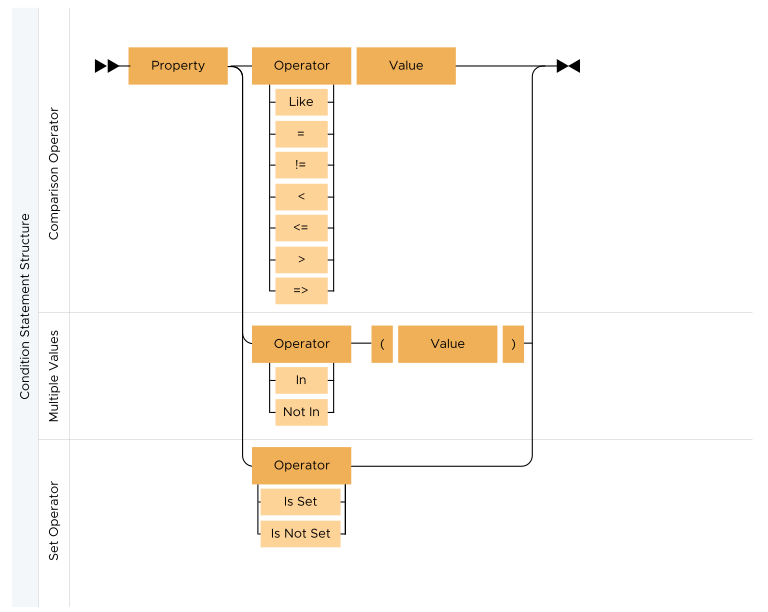 Condition Statement Structure
Comparison Operator
Property
Operator
Value
Like
=
!=
<
<=
>
=>
Multiple Values
Operator
(
Value
)
In
Not In
Set Operator
Operator
Is Set
Is Not Set